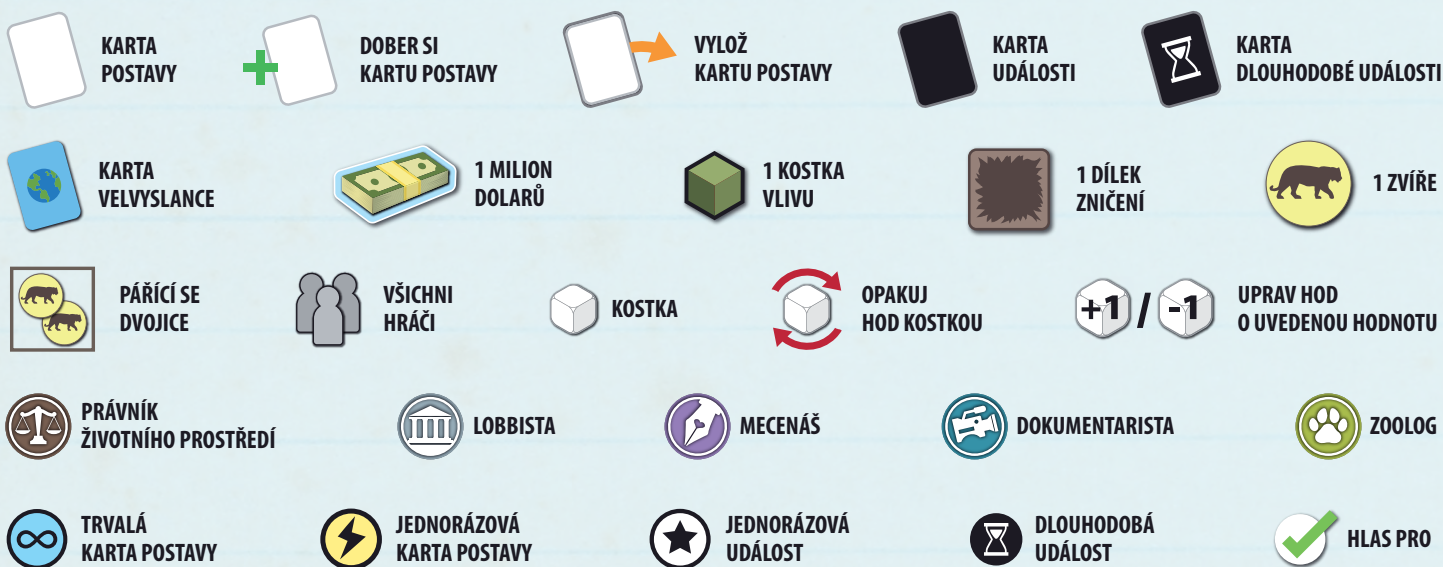 KARTA
POSTAVY
DOBER SI
KARTU POSTAVY
VYLOŽ
KARTU POSTAVY
KARTA
UDÁLOSTI
KARTA
DLOUHODOBÉ UDÁLOSTI
KARTA
VELVYSLANCE
1 MILION
DOLARŮ
1 KOSTKA
VLIVU
1 DÍLEK
ZNIČENÍ
1 ZVÍŘE
PÁŘÍCÍ SE
DVOJICE
VŠICHNI
HRÁČI
KOSTKA
OPAKUJ
HOD KOSTKOU
+1 / -1
UPRAV HOD
O UVEDENOU HODNOTU
PRÁVNÍK
ŽIVOTNÍHO PROSTŘEDÍ
LOBBISTA
MECENÁŠ
DOKUMENTARISTA
ZOOLOG
TRVALÁ
KARTA POSTAVY
JEDNORÁZOVÁ
KARTA POSTAVY
JEDNORÁZOVÁ
UDÁLOST
DLOUHODOBÁ
UDÁLOST
HLAS PRO